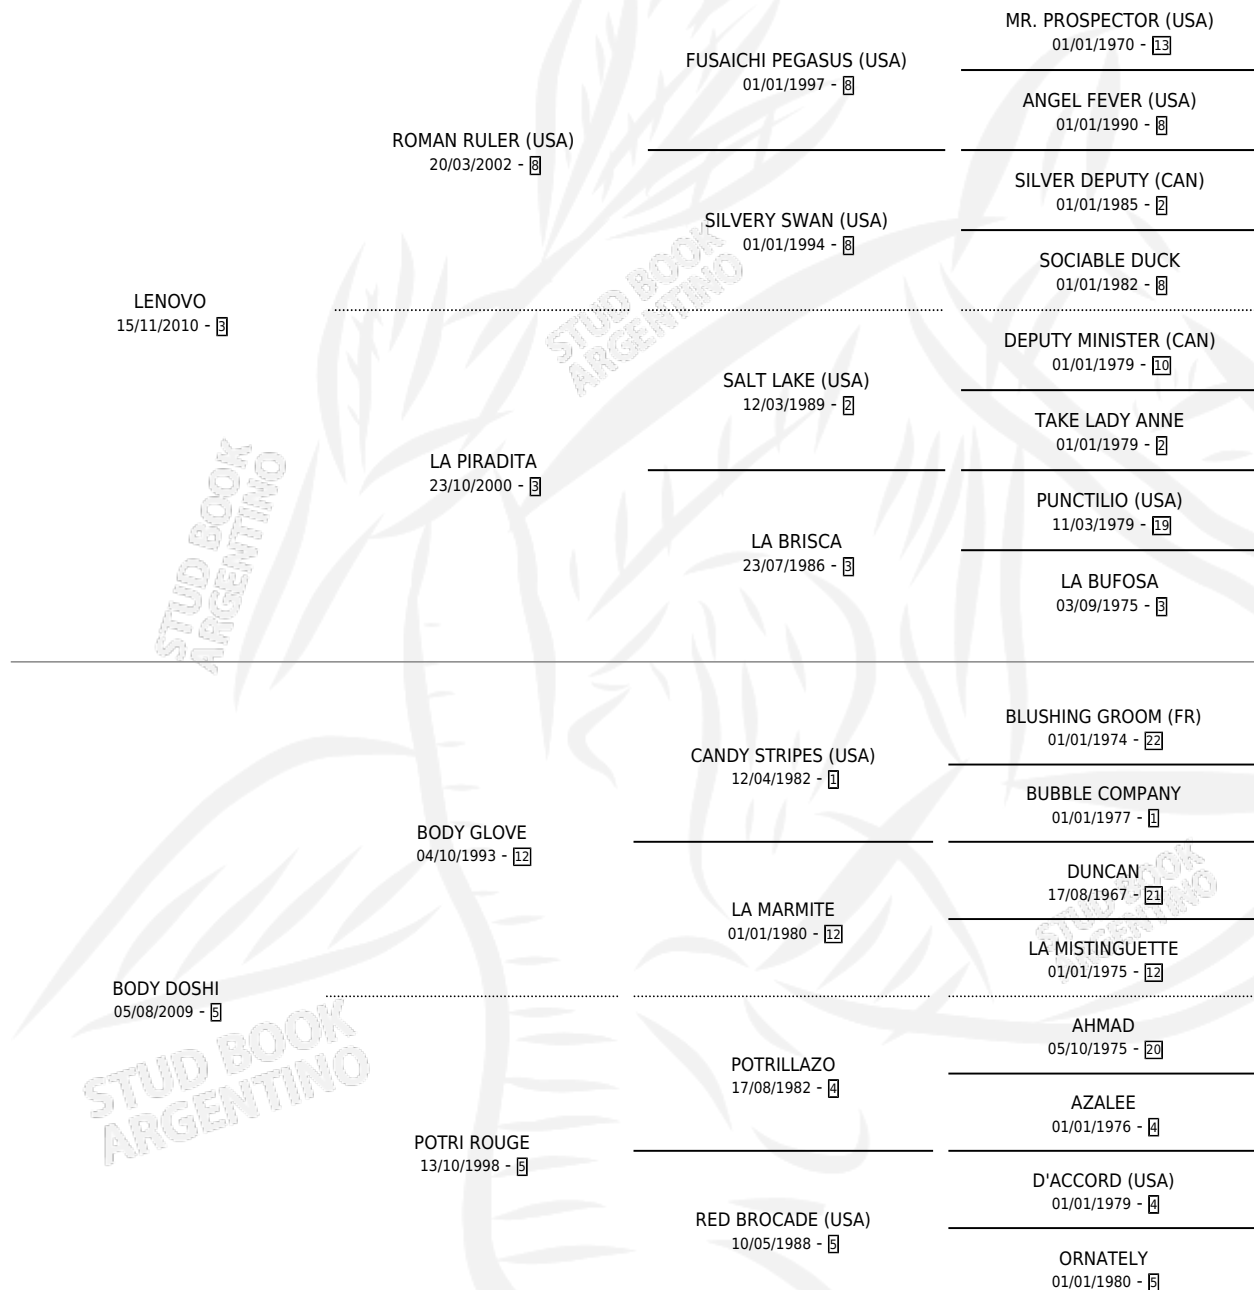 MR. PROSPECTOR (USA)
01/01/1970 - 13
FUSAICHI PEGASUS (USA)
01/01/1997 - 8
ANGEL FEVER (USA)
01/01/1990 - 8
ROMAN RULER (USA)
20/03/2002 - 8
SILVER DEPUTY (CAN)
01/01/1985 - 2
SILVERY SWAN (USA)
01/01/1994 - 8
SOCIABLE DUCK
01/01/1982 - 8
LENOVO
15/11/2010 - 3
DEPUTY MINISTER (CAN)
01/01/1979 - 10
SALT LAKE (USA)
12/03/1989 - 2
TAKE LADY ANNE
01/01/1979 - 2
LA PIRADITA
23/10/2000 - 3
PUNCTILIO (USA)
11/03/1979 - 19
LA BRISCA
23/07/1986 - 3
LA BUFOSA
03/09/1975 - 3
BLUSHING GROOM (FR)
01/01/1974 - 22
CANDY STRIPES (USA)
12/04/1982 - 1
BUBBLE COMPANY
01/01/1977 - 1
BODY GLOVE
04/10/1993 - 12
DUNCAN
17/08/1967 - 21
LA MARMITE
01/01/1980 - 12
LA MISTINGUETTE
01/01/1975 - 12
BODY DOSHI
05/08/2009 - 5
AHMAD
05/10/1975 - 20
POTRILLAZO
17/08/1982 - 4
AZALEE
01/01/1976 - 4
POTRI ROUGE
13/10/1998 - 5
D'ACCORD (USA)
01/01/1979 - 4
RED BROCADE (USA)
10/05/1988 - 5
ORNATELY
01/01/1980 - 5
STUD BOOK
ARGENTINO
STUD BOOK
ARGENTINO
STUD BOOK
ARGENTINO
STUD BOOK
ARGENTINO